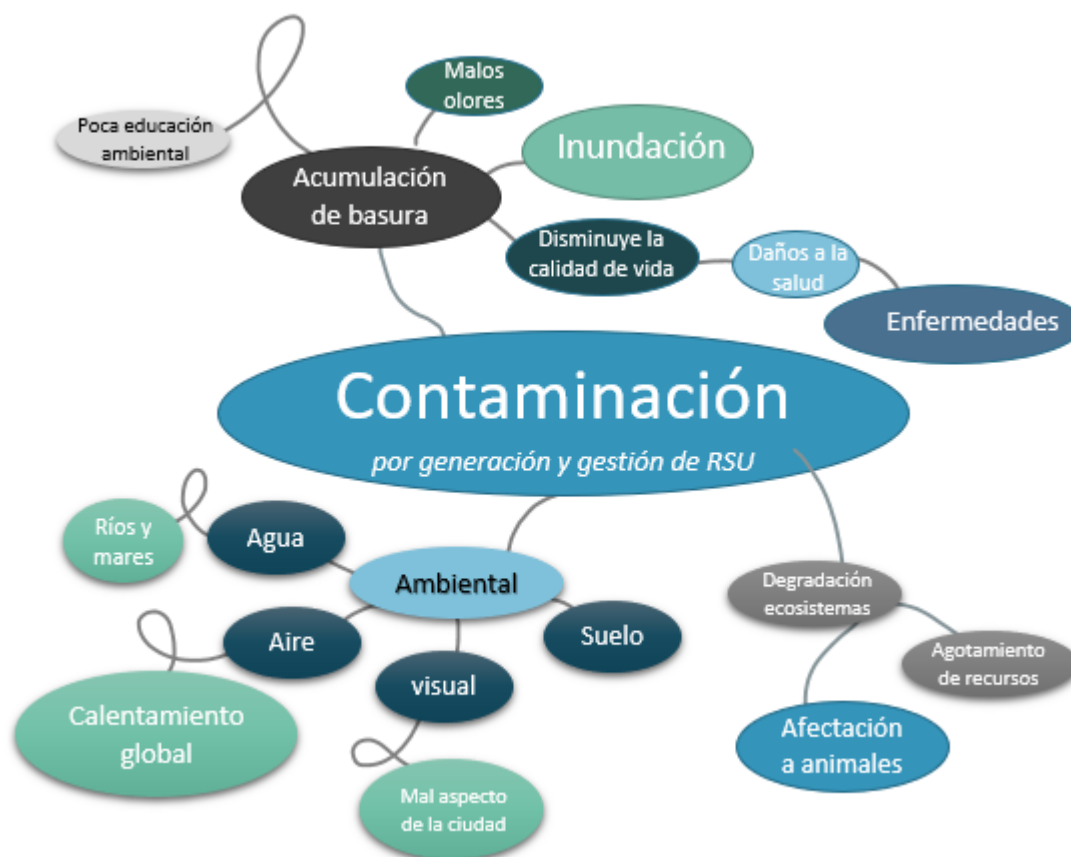 Malos
olores
Poca educación
ambiental
Inundación
Acumulación
de basura
Disminuye la
calidad de vida
Daños a la
salud
Enfermedades
Contaminación
por generación y gestión de RSU
Ríos y
mares
Agua
Ambiental
Degradación
ecosistemas
Aire
Suelo
Agotamiento
de recursos
visual
Calentamiento
global
Afectación
a animales
Mal aspecto
de la ciudad